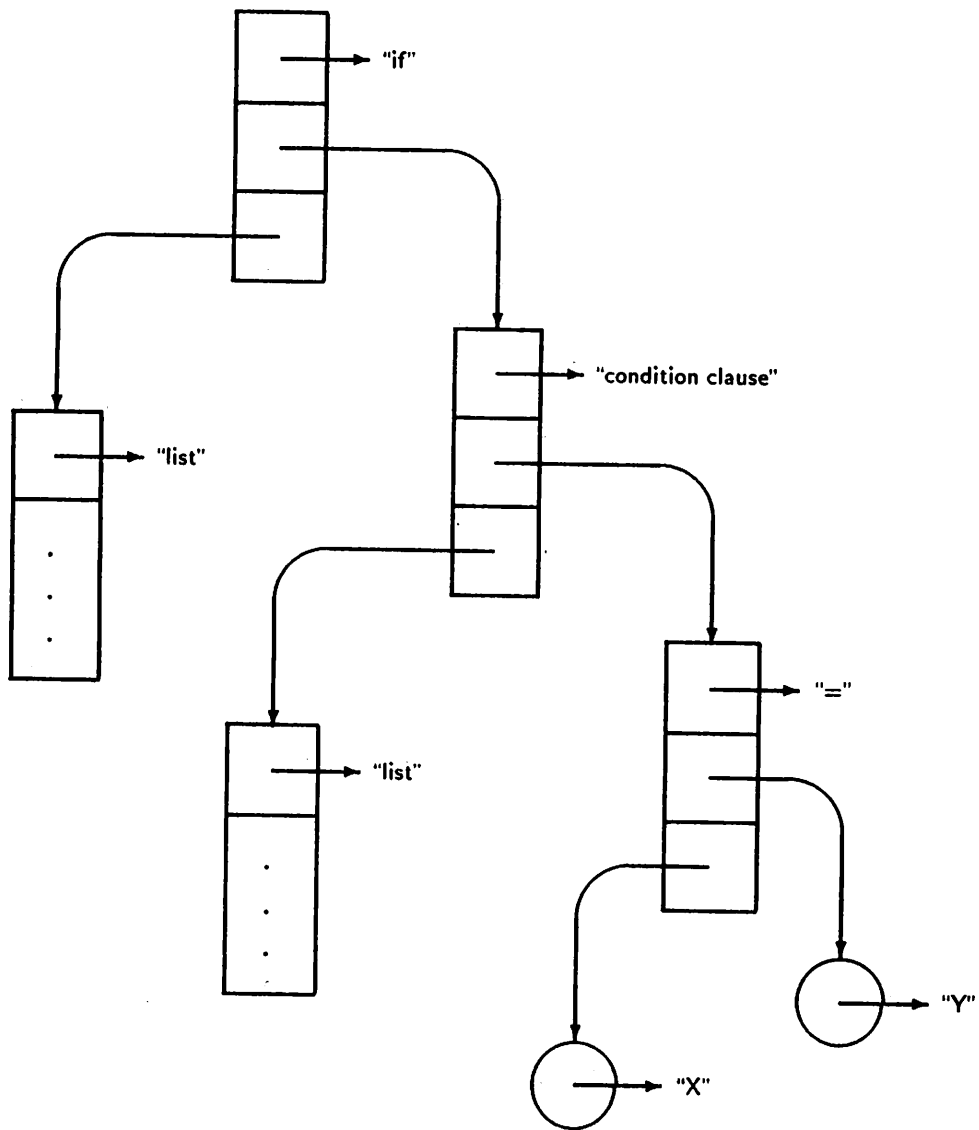 “if”
“condition clause”
“list”
“=”
“list”
“Y”
“X”